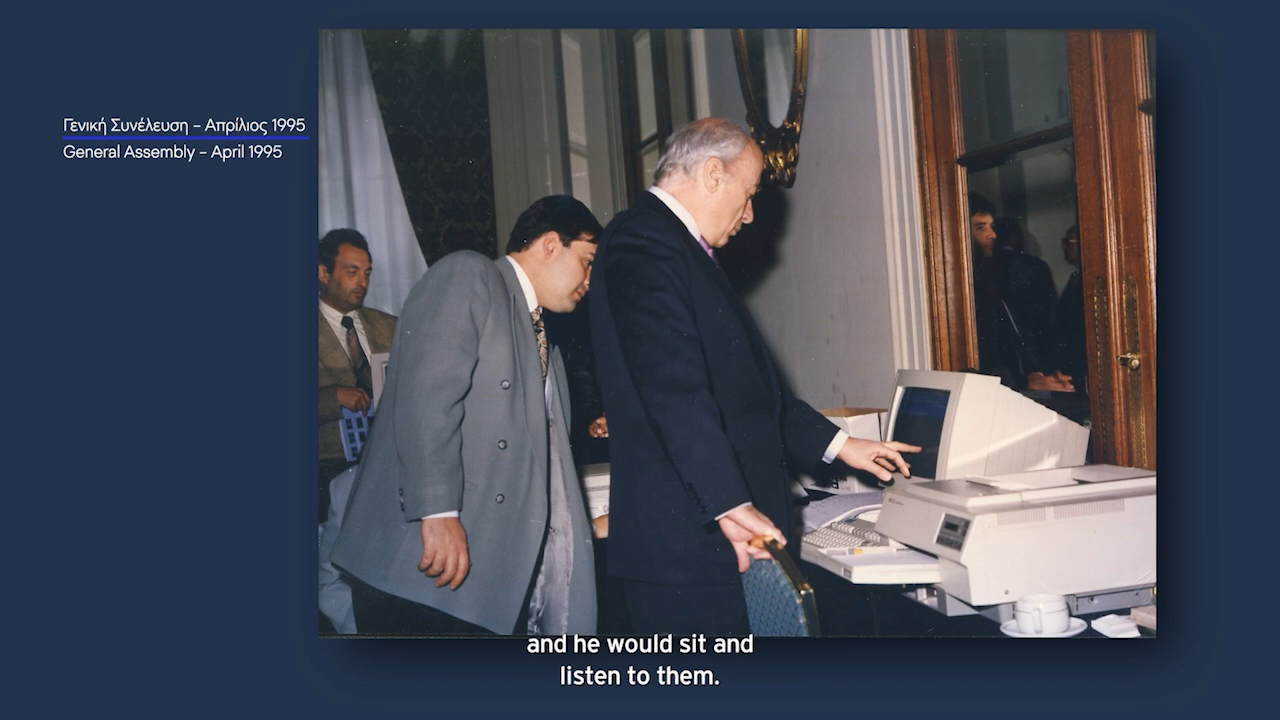 Γενική Συνέλευση – Απρίλιος 1995
General Assembly – April 1995
and he would sit and
listen to them.